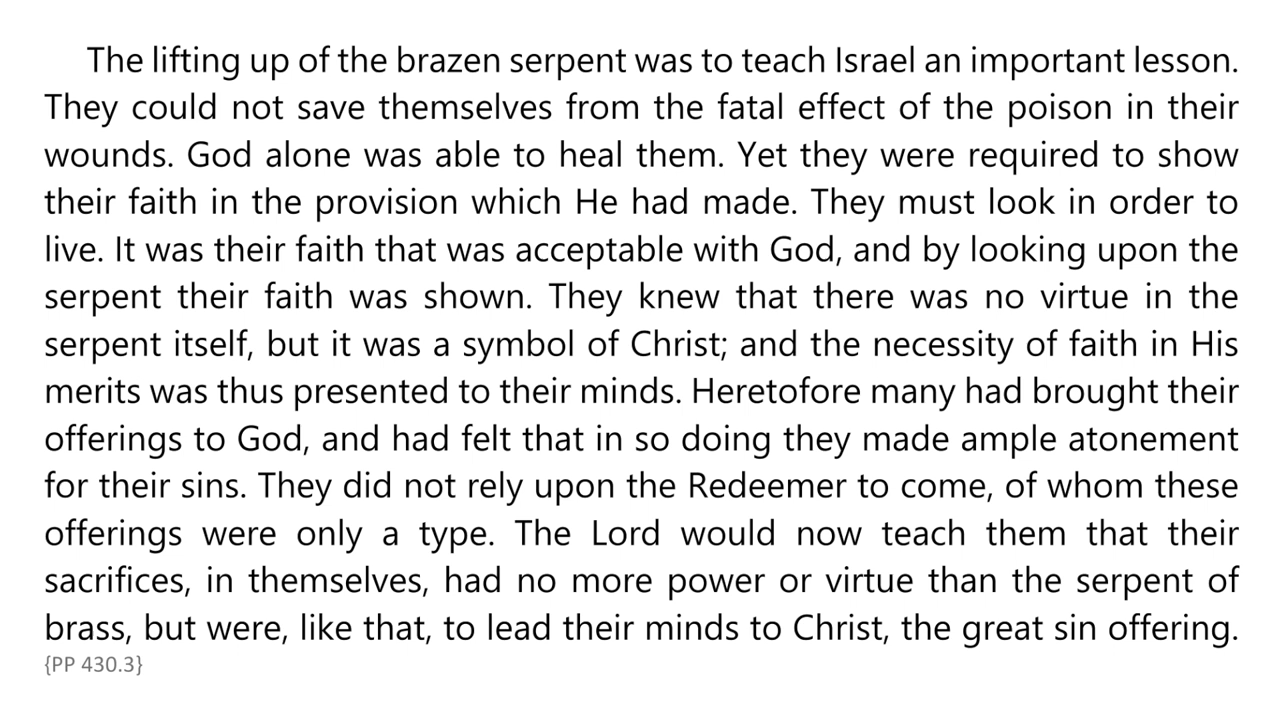 The lifting up of the brazen serpent was to teach Israel an important lesson.
They could not save themselves from the fatal effect of the poison in their
wounds. God alone was able to heal them. Yet they were required to show
their faith in the provision which He had made. They must look in order to
live. It was their faith that was acceptable with God, and by looking upon the
serpent their faith was shown. They knew that there was no virtue in the
serpent itself, but it was a symbol of Christ; and the necessity of faith in His
merits was thus presented to their minds. Heretofore many had brought their
offerings to God, and had felt that in so doing they made ample atonement
for their sins. They did not rely upon the Redeemer to come, of whom these
offerings were only a type. The Lord would now teach them that their
sacrifices, in themselves, had no more power or virtue than the serpent of
brass, but were, like that, to lead their minds to Christ, the great sin offering.
{PP 430.3}